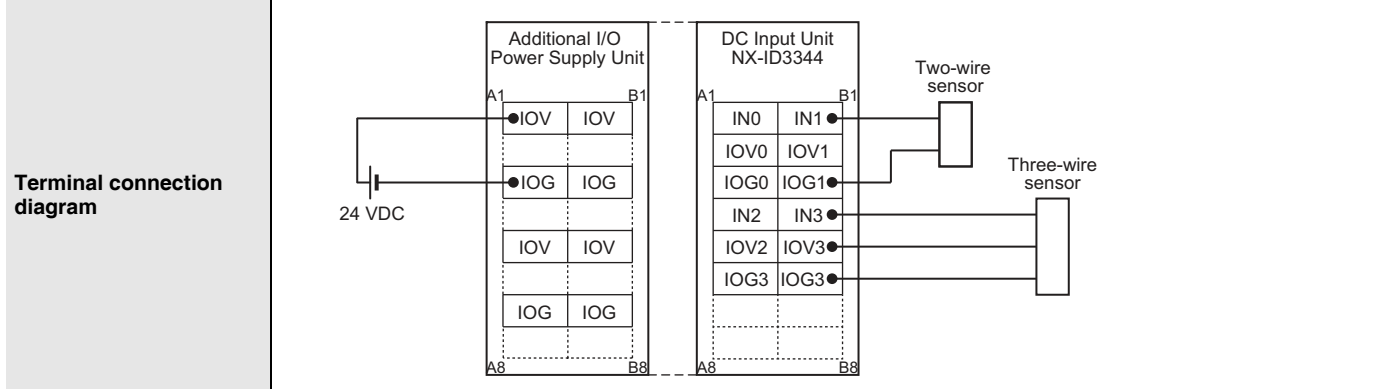 Terminal connection
diagram
Additional I/O
Power Supply Unit
A1 B1
IOV IOV
IOG IOG
IOV IOV
IOG IOG
A8 B8
24 VDC
DC Input Unit
NX-ID3344
A1 B1
IN0 IN1
IOV0 IOV1
IOG0 IOG1
IN2 IN3
IOV2 IOV3
IOG3 IOG3
A8 B8
Two-wire
sensor
Three-wire
sensor